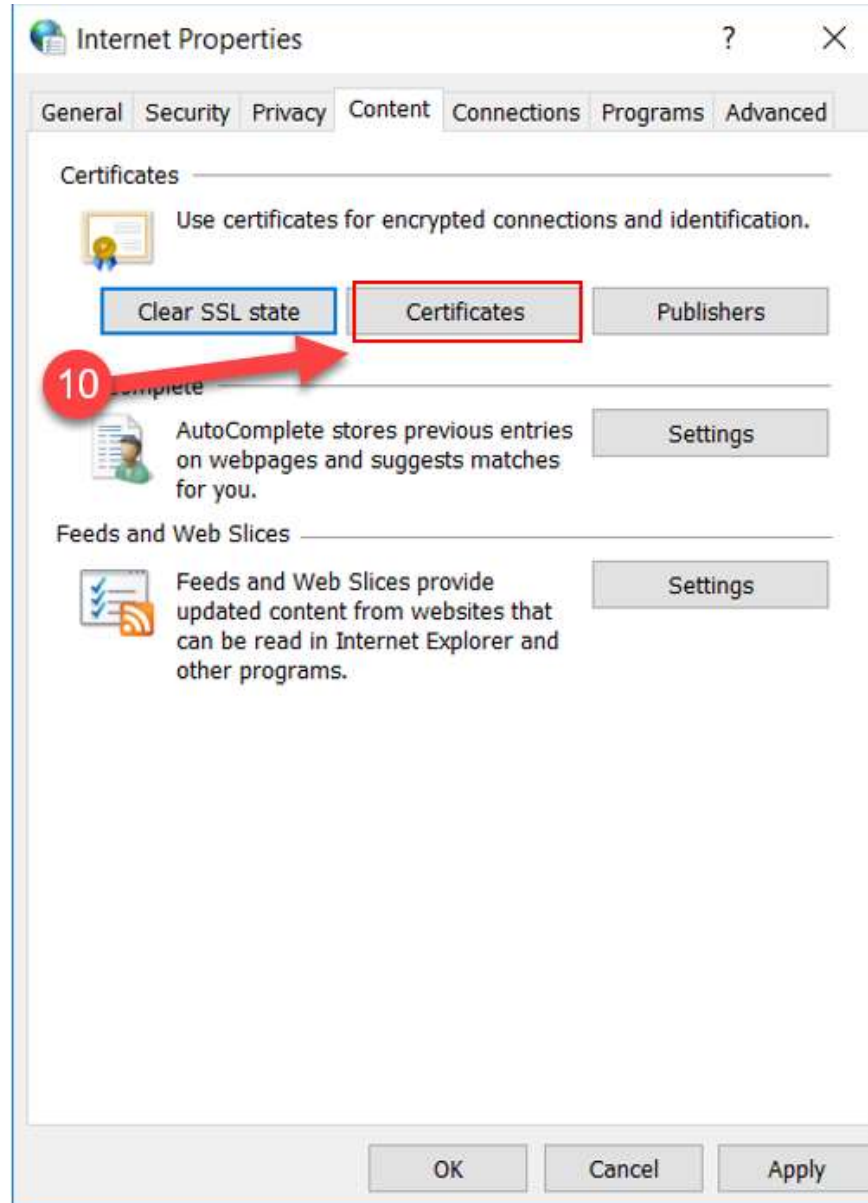 Internet Properties
?
General Security Privacy Content Connections Programs Advanced
Certificates
Use certificates for encrypted connections and identification.
Clear SSL state Certificates Publishers
10
AutoComplete stores previous entries
on webpages and suggests matches
for you.
Settings
Feeds and Web Slices
Feeds and Web Slices provide
updated content from websites that
can be read in Internet Explorer and
other programs.
Settings
OK Cancel Apply